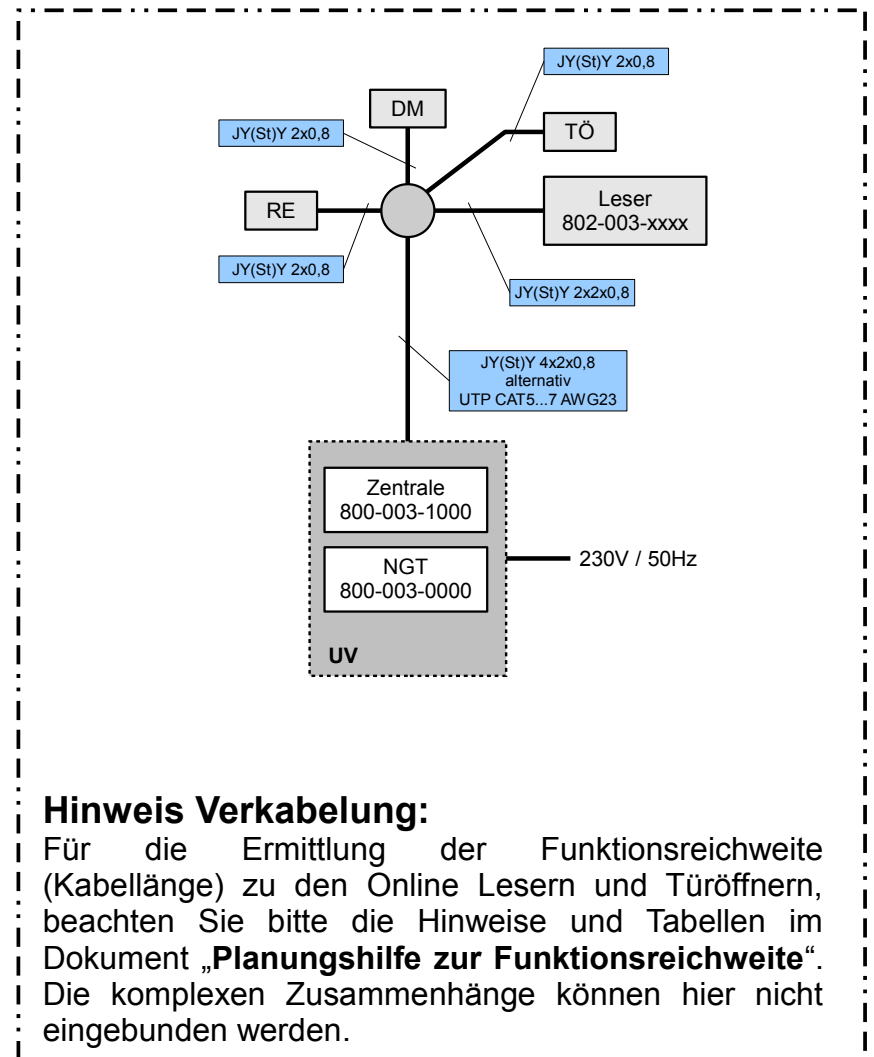 JY(St)Y 2x0,8
DM
JY(St)Y 2x0,8
TÖ
RE
Leser
802-003-xxxx
JY(St)Y 2x0,8
JY(St)Y 2x2x0,8
JY(St)Y 4x2x0,8
alternativ
UTP CAT5...7 AWG23
Zentrale
800-003-1000
NGT
800-003-0000
230V / 50Hz
UV
Hinweis Verkabelung:
Für die Ermittlung der Funktionsreichweite
(Kabellänge) zu den Online Lesern und Türöffnern,
beachten Sie bitte die Hinweise und Tabellen im
Dokument „Planungshilfe zur Funktionsreichweite“.
Die komplexen Zusammenhänge können hier nicht
eingebunden werden.